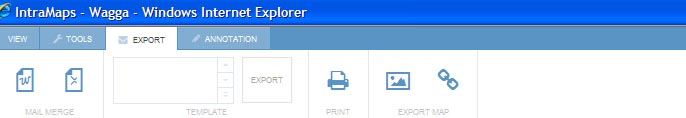 IntraMaps - Wagga - Windows Internet Explorer
VIEW TOOLS EXPORT ANNOTATION
EXPORT
MAIL MERGE TEMPLATE PRINT EXPORT MAP